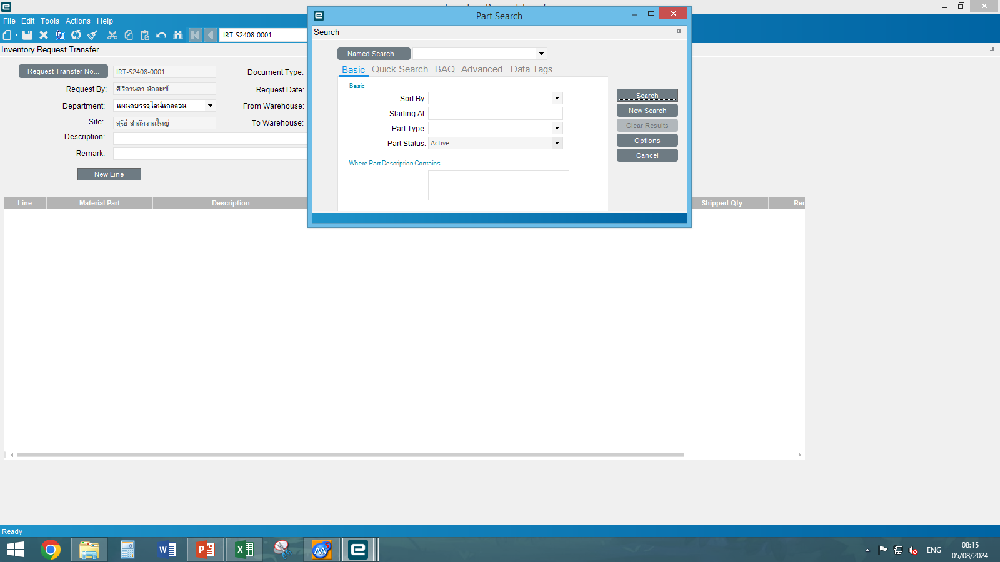 Inventory Request Transfer
Part Search
File Edit Tools Actions Help
IRT-S2408-0001
Search
Inventory Request Transfer
Named Search...
Basic Quick Search BAQ Advanced Data Tags
Request Transfer No... IRT-S2408-0001 Document Type:
Basic
Request By: ศิริกานดา นักจะเข้ Request Date:
Sort By:
Search
Department: แผนกบรรจุไลน์แกลลอน From Warehouse:
Starting At:
New Search
Site: สุรีย์ สำนักงานใหญ่ To Warehouse:
Part Type:
Clear Results
Description:
Part Status: Active
Options
Remark:
Cancel
Where Part Description Contains
New Line
Line Material Part Description Shipped Qty Rec
Ready
ENG
08:15
05/08/2024